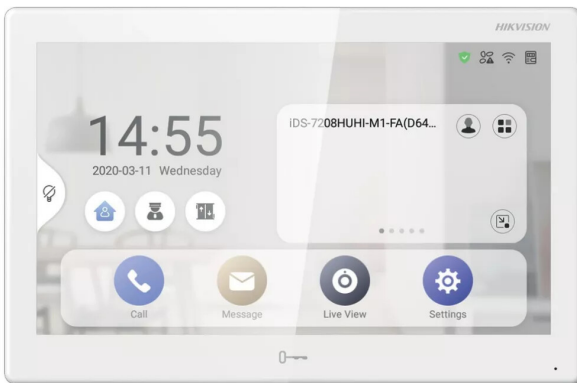 HIKVISION
14:55
2020-03-11 Wednesday
iDS-7208HUHI-M1-FA(D64...
Call
Message
Live View
Settings